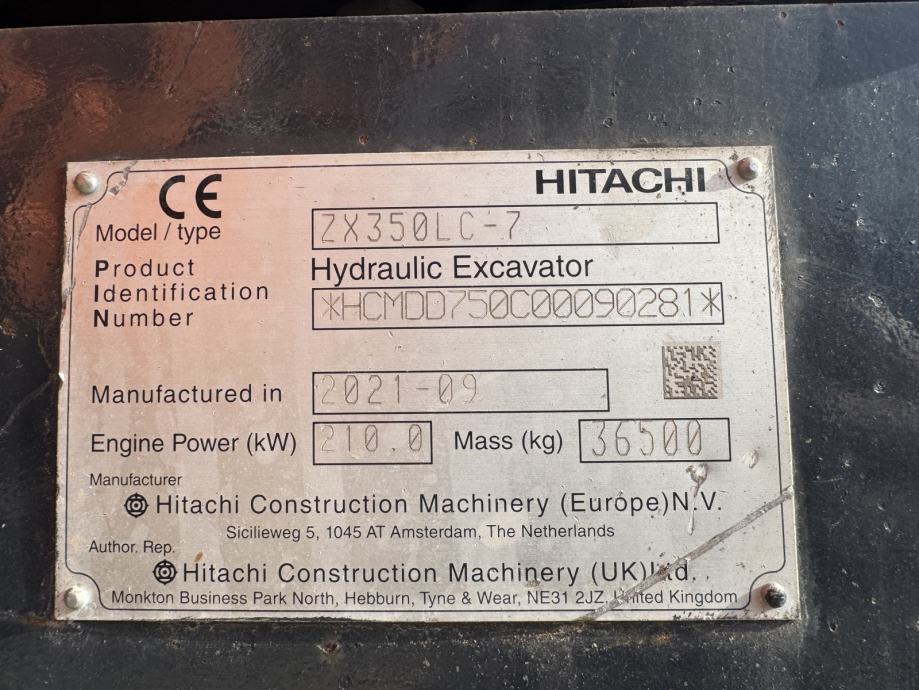 CE
HITACHI
Model / type ZX350LC-7
Product Hydraulic Excavator
Identification
Number *HCMDD750C00090281*
Manufactured in 2021-09
Engine Power (kW) 210.0 Mass (kg) 36500
Manufacturer
Hitachi Construction Machinery (Europe)N.V.
Sicilieweg 5, 1045 AT Amsterdam, The Netherlands
Author. Rep.
Hitachi Construction Machinery (UK)Ltd.
Monkton Business Park North, Hebburn, Tyne & Wear, NE31 2JZ, United Kingdom